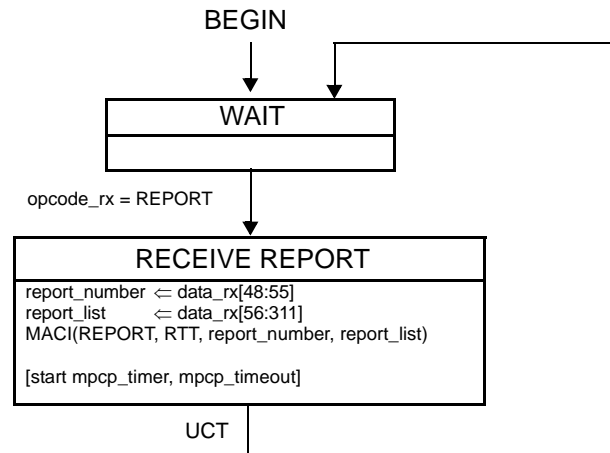 BEGIN
WAIT
opcode_rx = REPORT
RECEIVE REPORT
report_number ⇐ data_rx[48:55]
report_list ⇐ data_rx[56:311]
MACI(REPORT, RTT, report_number, report_list)
[start mpcp_timer, mpcp_timeout]
UCT